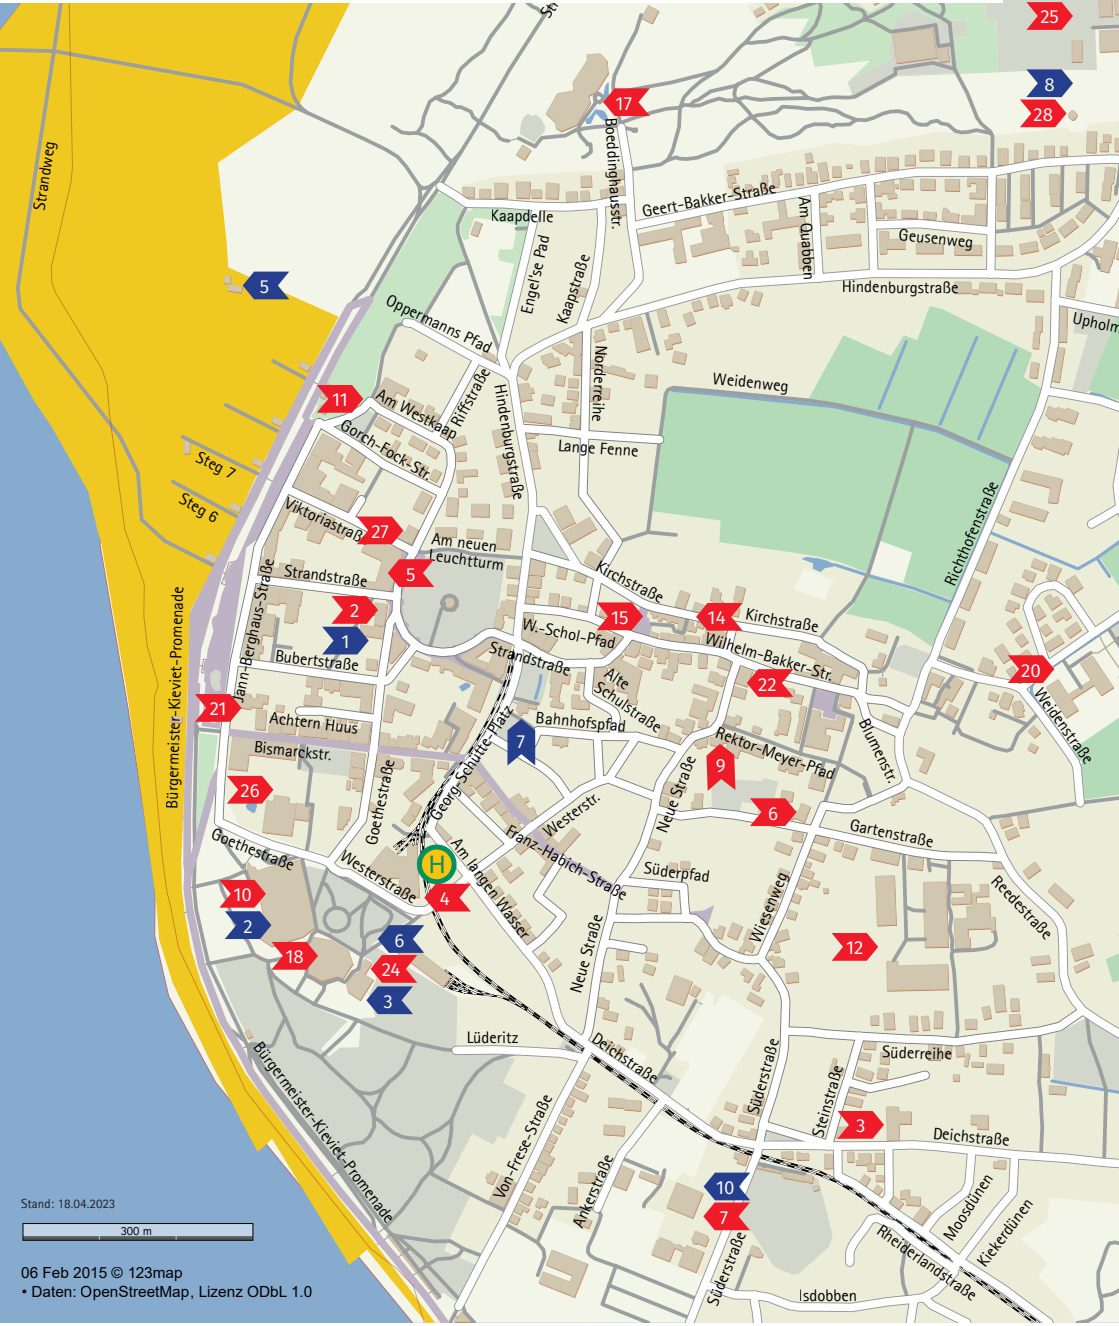 25
8
28
17
Strandweg
Boeddinghausstr.
Geert-Bakker-Straße
Kaapdelle
Am Quabben
Geusenweg
Engel'se Pad
Kaapstraße
5
Hindenburgstraße
Oppermanns Pfad
Upholm
Norderreihe
Weidenweg
Riffstraße
11
Am Westkaap
Hindenburgstraße
Gorch-Fock-Str.
Lange Fenne
Steg 7
Steg 6
Viktoriastraß
27
Richthofenstraße
Am neuen
Leuchtturm
5
Strandstraße
Kirchstraße
2
15
14
Kirchstraße
1
W.-Schol-Pfad
Wilhelm-Bakker-Str.
Jann-Berghaus-Straße
Bürgermeister-Kieviet-Promenade
Bubertstraße
Strandstraße
20
22
Alte
Schulstraße
Weidenstraße
21
Achtern Huus
Bahnhofspfad
Bismarckstr.
7
Georg-Schütte-Platz
Rektor-Meyer-Pfad
Blumenstr.
9
26
Goethestraße
Neue Straße
6
Westerstr.
Gartenstraße
Goethestraße
Franz-Habich-Straße
Westerstraße
H
Am langen Wasser
Süderpfad
Reedestraße
10
4
Wiesenweg
2
6
12
18
24
Neue Straße
3
Lüderitz
Deichstraße
Süderreihe
Bürgermeister-Kieviet-Promenade
Süderstraße
Steinstraße
3
Deichstraße
Von-Frese-Straße
Ankerstraße
10
7
Moosdünen
Kiekerdünen
Stand: 18.04.2023
300 m
Rheiderlandstraße
Süderstraße
06 Feb 2015 © 123map
• Daten: OpenStreetMap, Lizenz ODbL 1.0
Isdobben